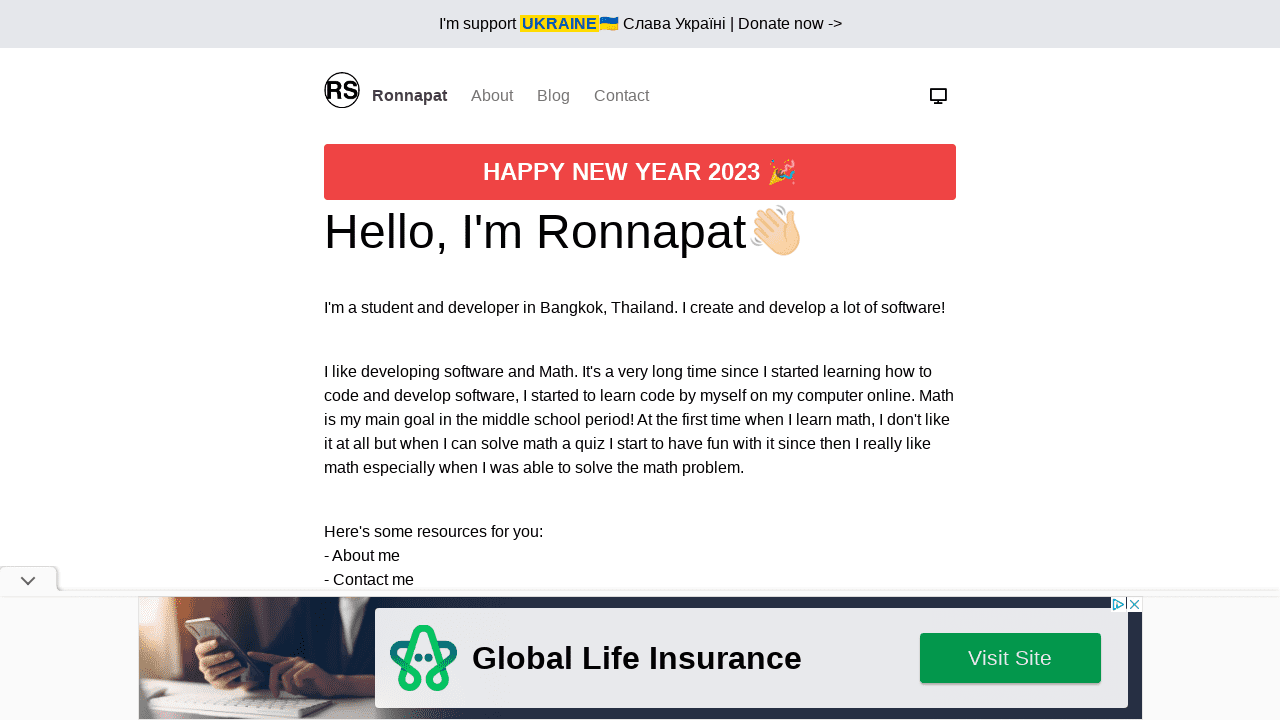 I'm support UKRAINE🇺🇦 Слава Україні | Donate now ->
RS Ronnapat About Blog Contact
HAPPY NEW YEAR 2023 🎉
Hello, I'm Ronnapat👋🏻
I'm a student and developer in Bangkok, Thailand. I create and develop a lot of software!
I like developing software and Math. It's a very long time since I started learning how to
code and develop software, I started to learn code by myself on my computer online. Math
is my main goal in the middle school period! At the first time when I learn math, I don't like
it at all but when I can solve math a quiz I start to have fun with it since then I really like
math especially when I was able to solve the math problem.
Here's some resources for you:
- About me
- Contact me
Global Life Insurance
Visit Site